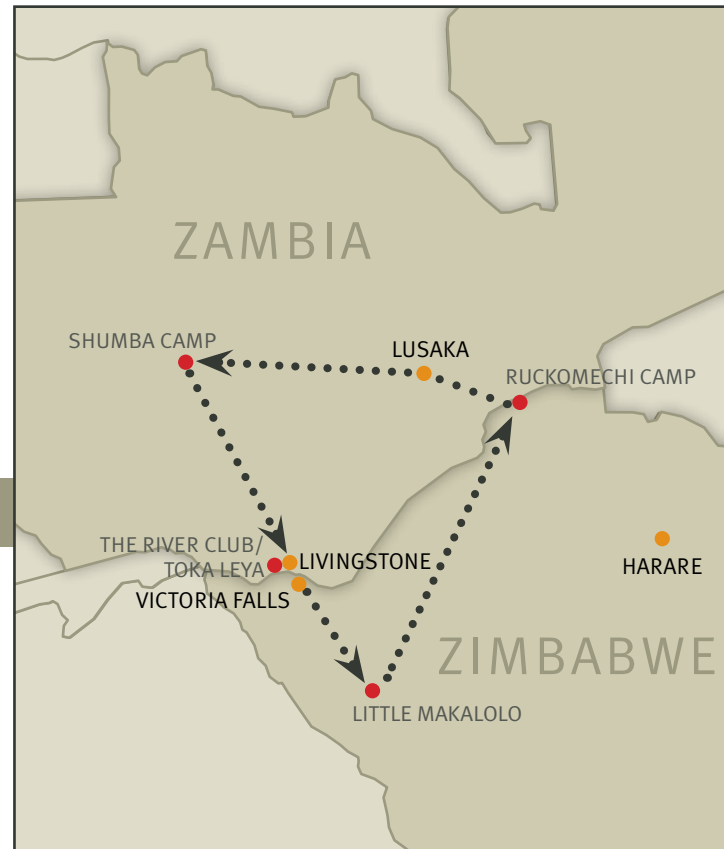 ZAMBIA
SHUMBA CAMP
LUSAKA
RUCKOMECHI CAMP
THE RIVER CLUB/
TOKA LEYA
LIVINGSTONE
VICTORIA FALLS
HARARE
ZIMBABWE
LITTLE MAKALOLO